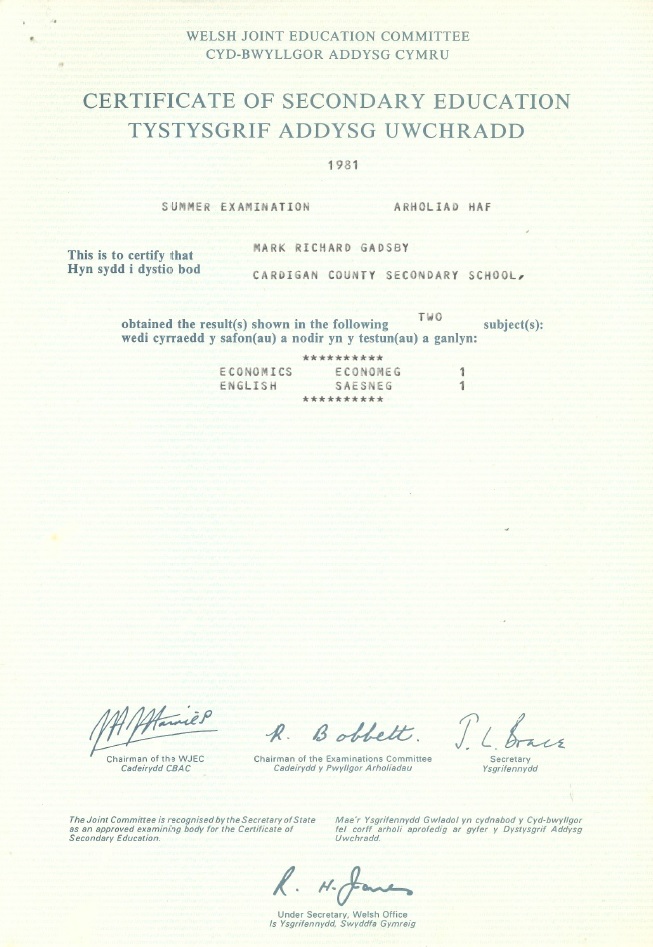 WELSH JOINT EDUCATION COMMITTEE
CYD-BWYLLGOR ADDYSG CYMRU
CERTIFICATE OF SECONDARY EDUCATION
TYSTYSGRIF ADDYSG UWCHRADD
1981
SUMMER EXAMINATION ARHOLIAD HAF
This is to certify that MARK RICHARD GADSBY
Hyn sydd i dystio bod CARDIGAN COUNTY SECONDARY SCHOOL,
obtained the result(s) shown in the following TWO subject(s):
wedi cyrraedd y safon(au) a nodir yn y testun(au) a ganlyn:
**********
ECONOMICS ECONOMEG 1
ENGLISH SAESNEG 1
**********
R. Bobbett. J. L. Brace
Chairman of the WJEC Chairman of the Examinations Committee Secretary
Cadeirydd CBAC Cadeirydd y Pwyllgor Arholiadau Ysgrifennydd
The Joint Committee is recognised by the Secretary of State
as an approved examining body for the Certificate of
Secondary Education.
Mae'r Ysgrifennydd Gwladol yn cydnabod y Cyd-bwyllgor
fel corff arholi aproledig ar gyfer y Dystysgrif Addysg
Uwchradd.
R. H. Jones
Under Secretary, Welsh Office
Is Ysgrifennydd, Swyddfa Gymreig